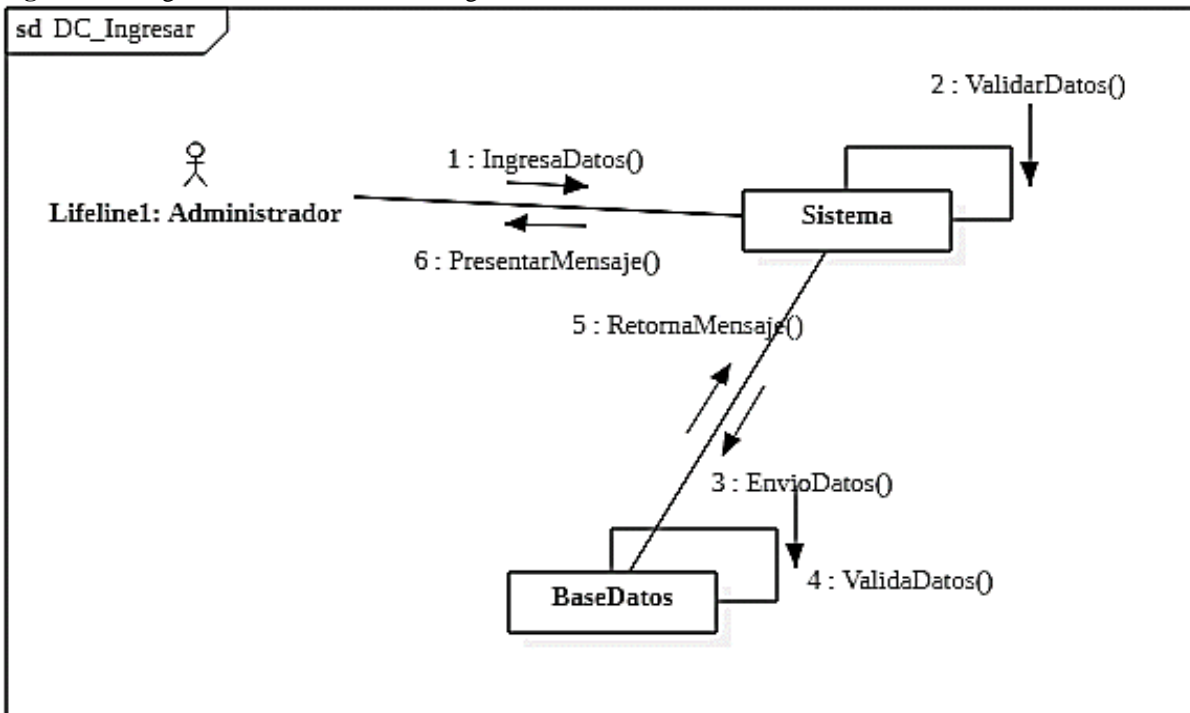 sd DC_Ingresar
2 : ValidarDatos()
1 : IngresaDatos()
Lifeline1: Administrador
Sistema
6 : PresentarMensaje()
5 : RetornaMensaje()
3 : EnvioDatos()
4 : ValidaDatos()
BaseDatos